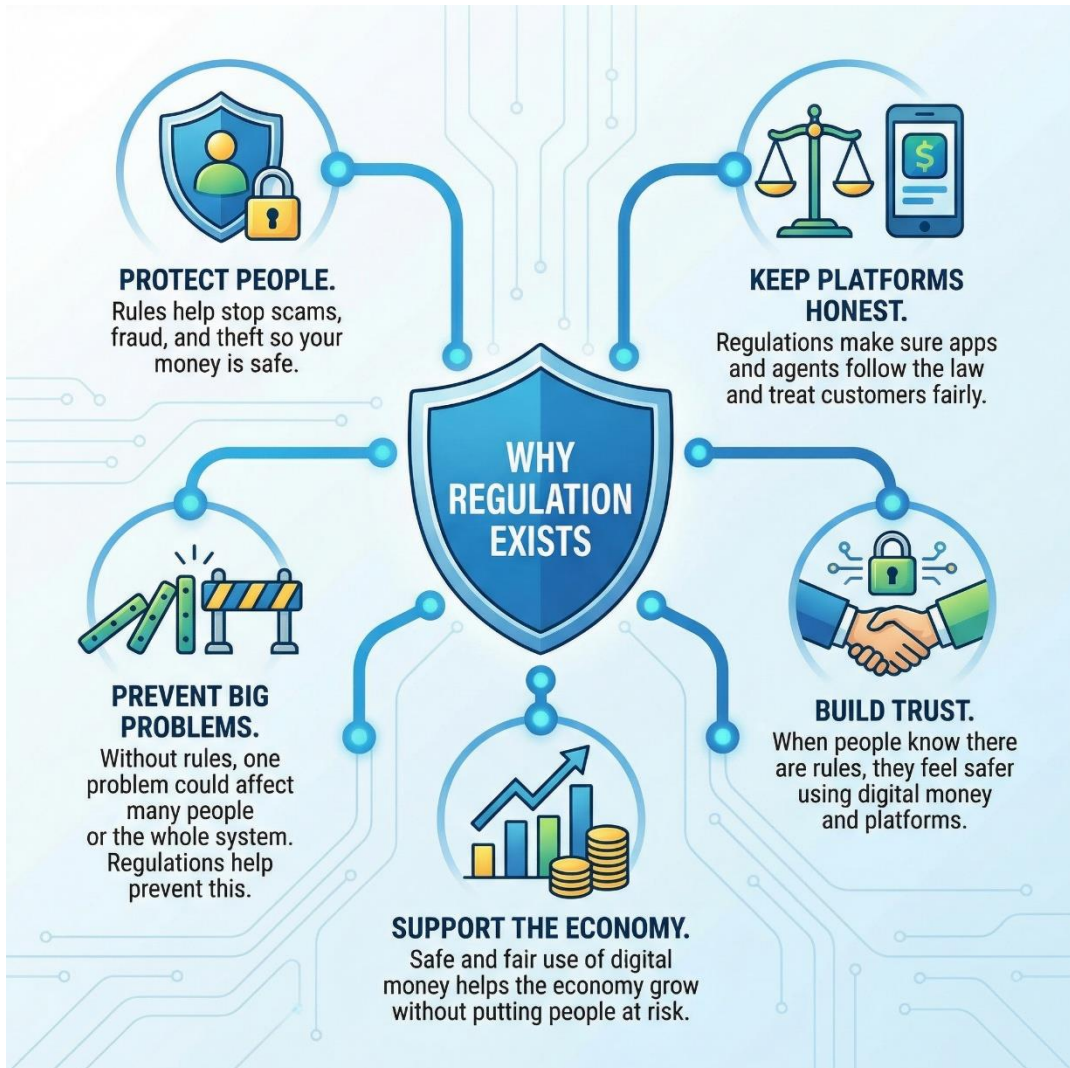 PROTECT PEOPLE.
Rules help stop scams,
fraud, and theft so your
money is safe.
KEEP PLATFORMS
HONEST.
Regulations make sure apps
and agents follow the law
and treat customers fairly.
$
WHY
REGULATION
EXISTS
PREVENT BIG
PROBLEMS.
Without rules, one
problem could affect
many people
or the whole system.
Regulations help
prevent this.
BUILD TRUST.
When people know there
are rules, they feel safer
using digital money
and platforms.
SUPPORT THE ECONOMY.
Safe and fair use of digital
money helps the economy grow
without putting people at risk.